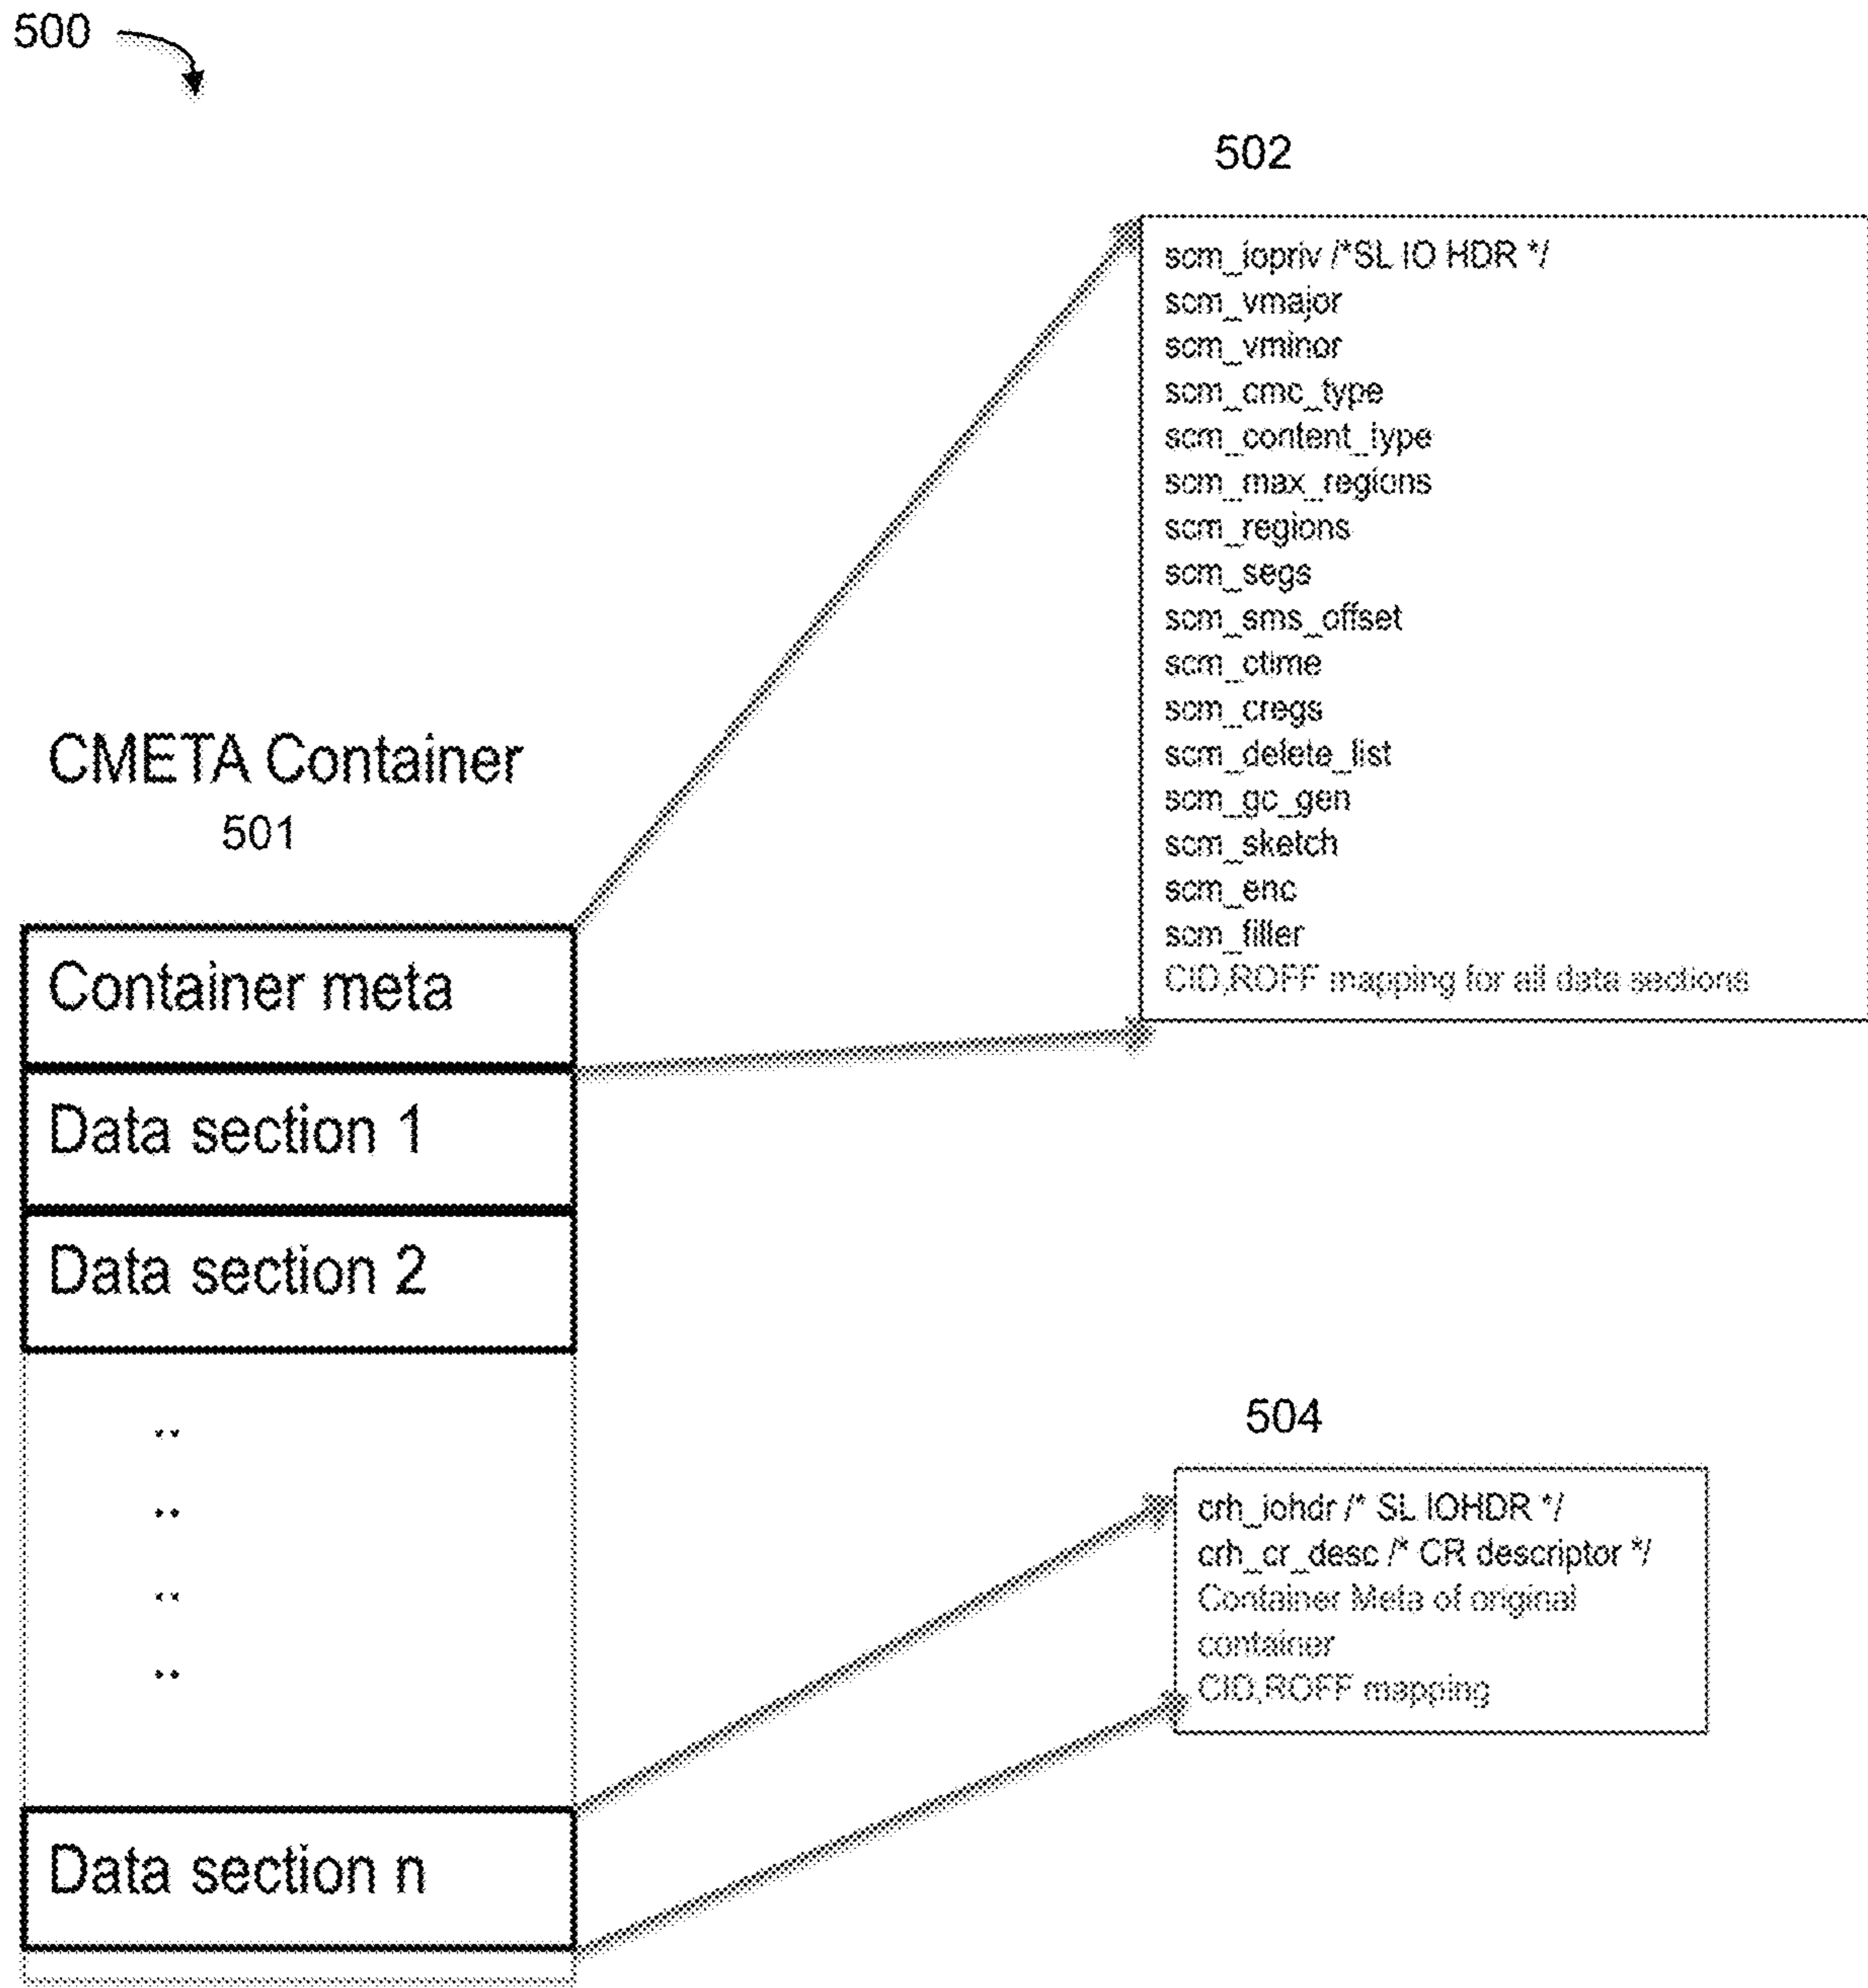 500
502
scm_iopriv /*SL IO HDR */
scm_vmajor
scm_vminor
scm_cmc_type
scm_content_type
scm_max_regions
scm_regions
scm_segs
scm_sms_offset
scm_ctime
scm_cregs
scm_delete_list
scm_gc_gen
scm_sketch
scm_enc
scm_filler
CID,ROFF mapping for all data sections
CMETA Container
501
Container meta
Data section 1
Data section 2
..
..
..
..
Data section n
504
crh_iohdr /* SL IOHDR */
crh_cr_desc /* CR descriptor */
Container Meta of original
container
CID,ROFF mapping